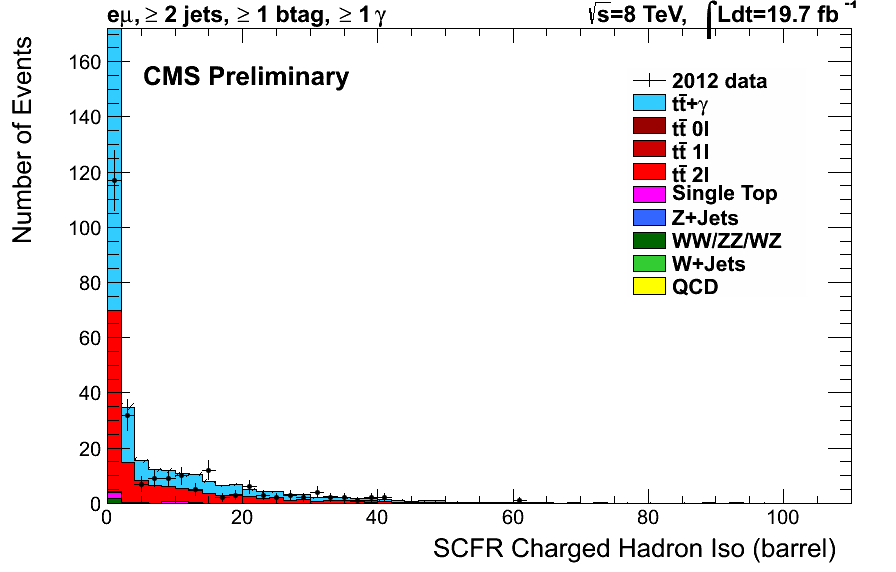 eμ, ≥ 2 jets, ≥ 1 btag, ≥ 1 γ
√s=8 TeV, ∫Ldt=19.7 fb⁻¹
CMS Preliminary
2012 data
tt̄+γ
tt̄ 0l
tt̄ 1l
tt̄ 2l
Single Top
Z+Jets
WW/ZZ/WZ
W+Jets
QCD
Number of Events
160
140
120
100
80
60
40
20
0
0 20 40 60 80 100
SCFR Charged Hadron Iso (barrel)